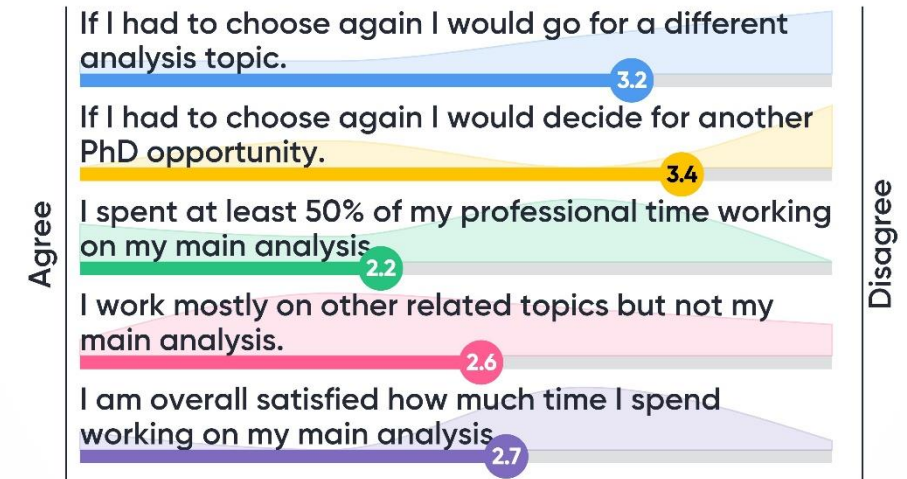 If I had to choose again I would go for a different
analysis topic.
3.2
If I had to choose again I would decide for another
PhD opportunity.
3.4
I spent at least 50% of my professional time working
on my main analysis.
2.2
I work mostly on other related topics but not my
main analysis.
2.6
I am overall satisfied how much time I spend
working on my main analysis.
2.7
Agree
Disagree